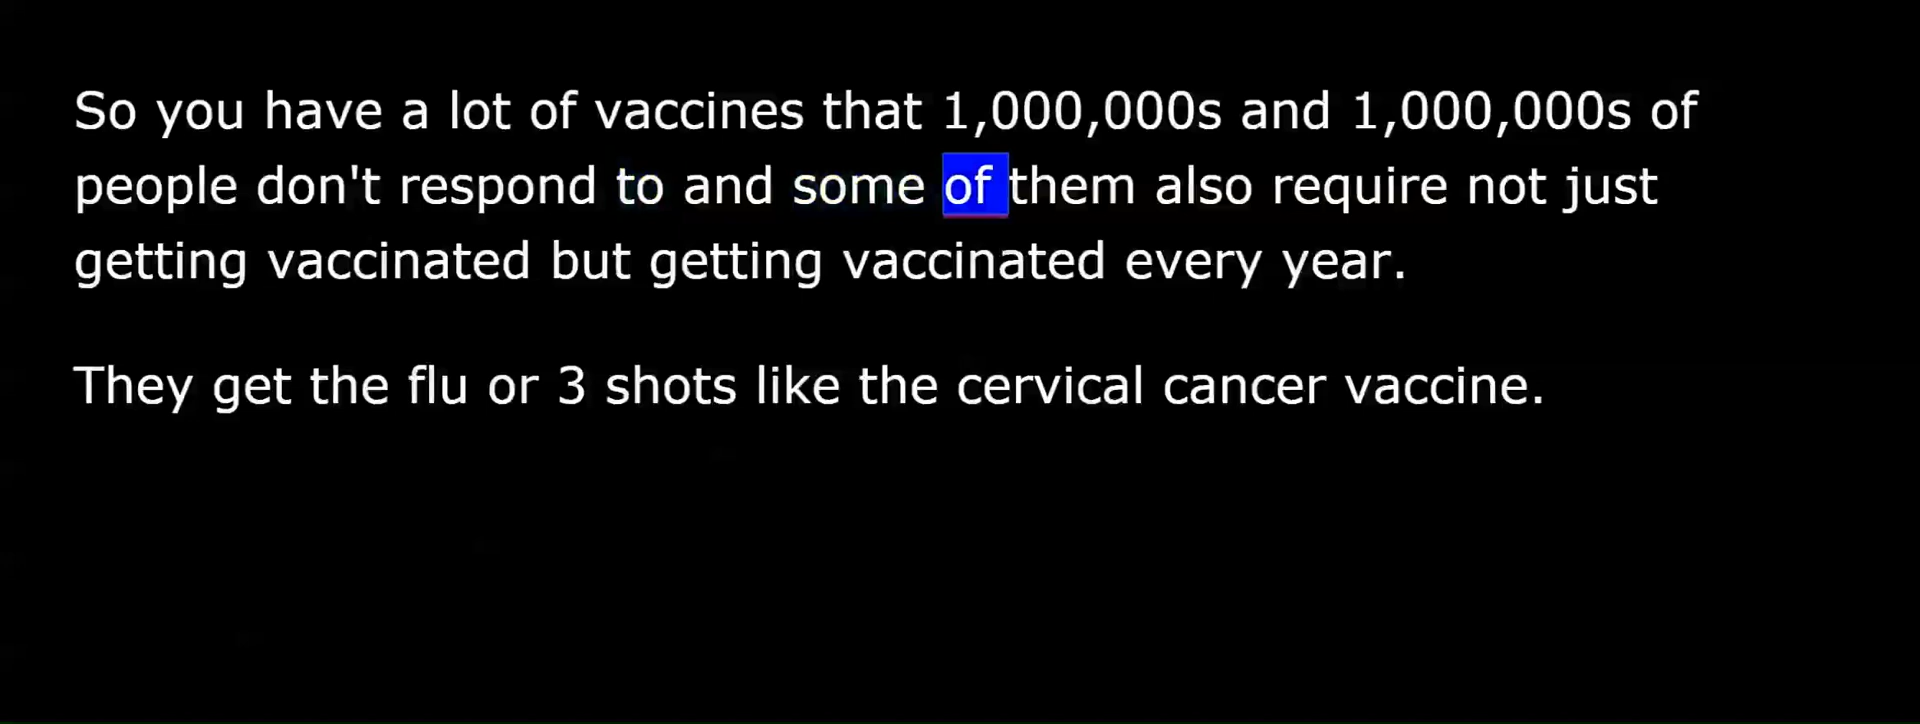 So you have a lot of vaccines that 1,000,000s and 1,000,000s of
people don't respond to and some of them also require not just
getting vaccinated but getting vaccinated every year.
They get the flu or 3 shots like the cervical cancer vaccine.